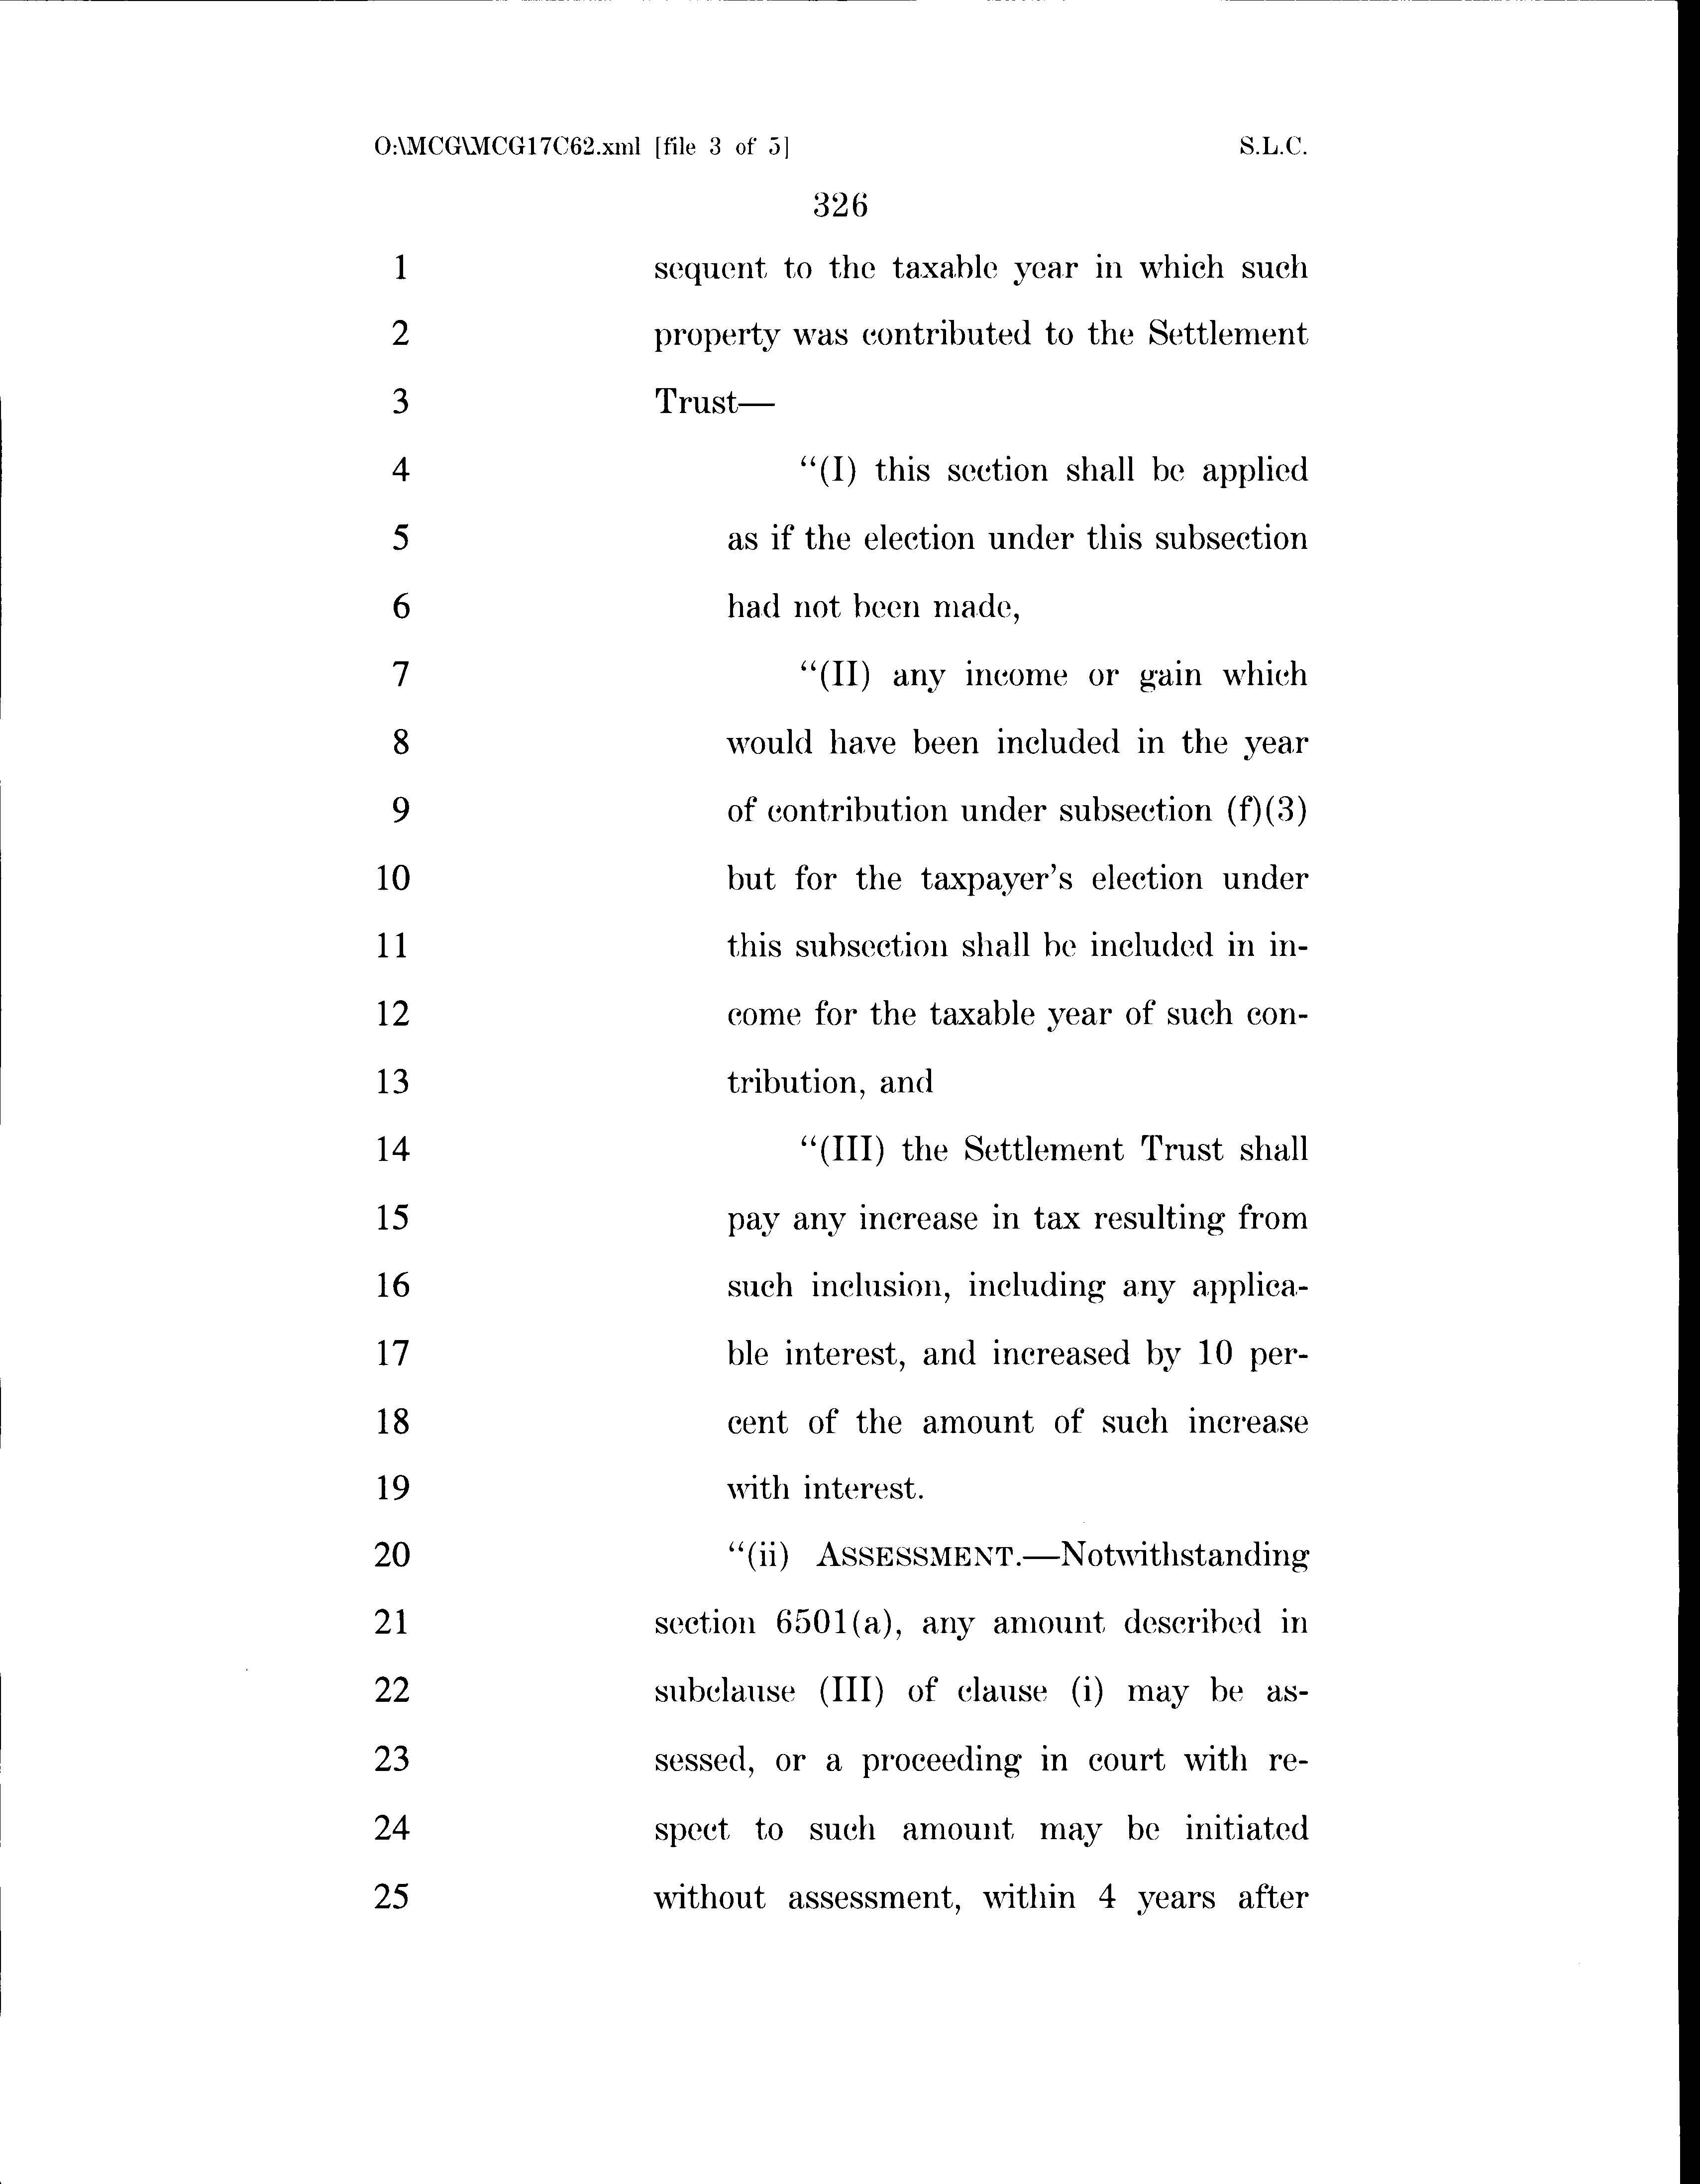 O:\MCG\MCG17C62.xml [file 3 of 5] S.L.C.
326
1 sequent to the taxable year in which such
2 property was contributed to the Settlement
3 Trust—
4 “(I) this section shall be applied
5 as if the election under this subsection
6 had not been made,
7 “(II) any income or gain which
8 would have been included in the year
9 of contribution under subsection (f)(3)
10 but for the taxpayer’s election under
11 this subsection shall be included in in-
12 come for the taxable year of such con-
13 tribution, and
14 “(III) the Settlement Trust shall
15 pay any increase in tax resulting from
16 such inclusion, including any applica-
17 ble interest, and increased by 10 per-
18 cent of the amount of such increase
19 with interest.
20 “(ii) ASSESSMENT.—Notwithstanding
21 section 6501(a), any amount described in
22 subclause (III) of clause (i) may be as-
23 sessed, or a proceeding in court with re-
24 spect to such amount may be initiated
25 without assessment, within 4 years after